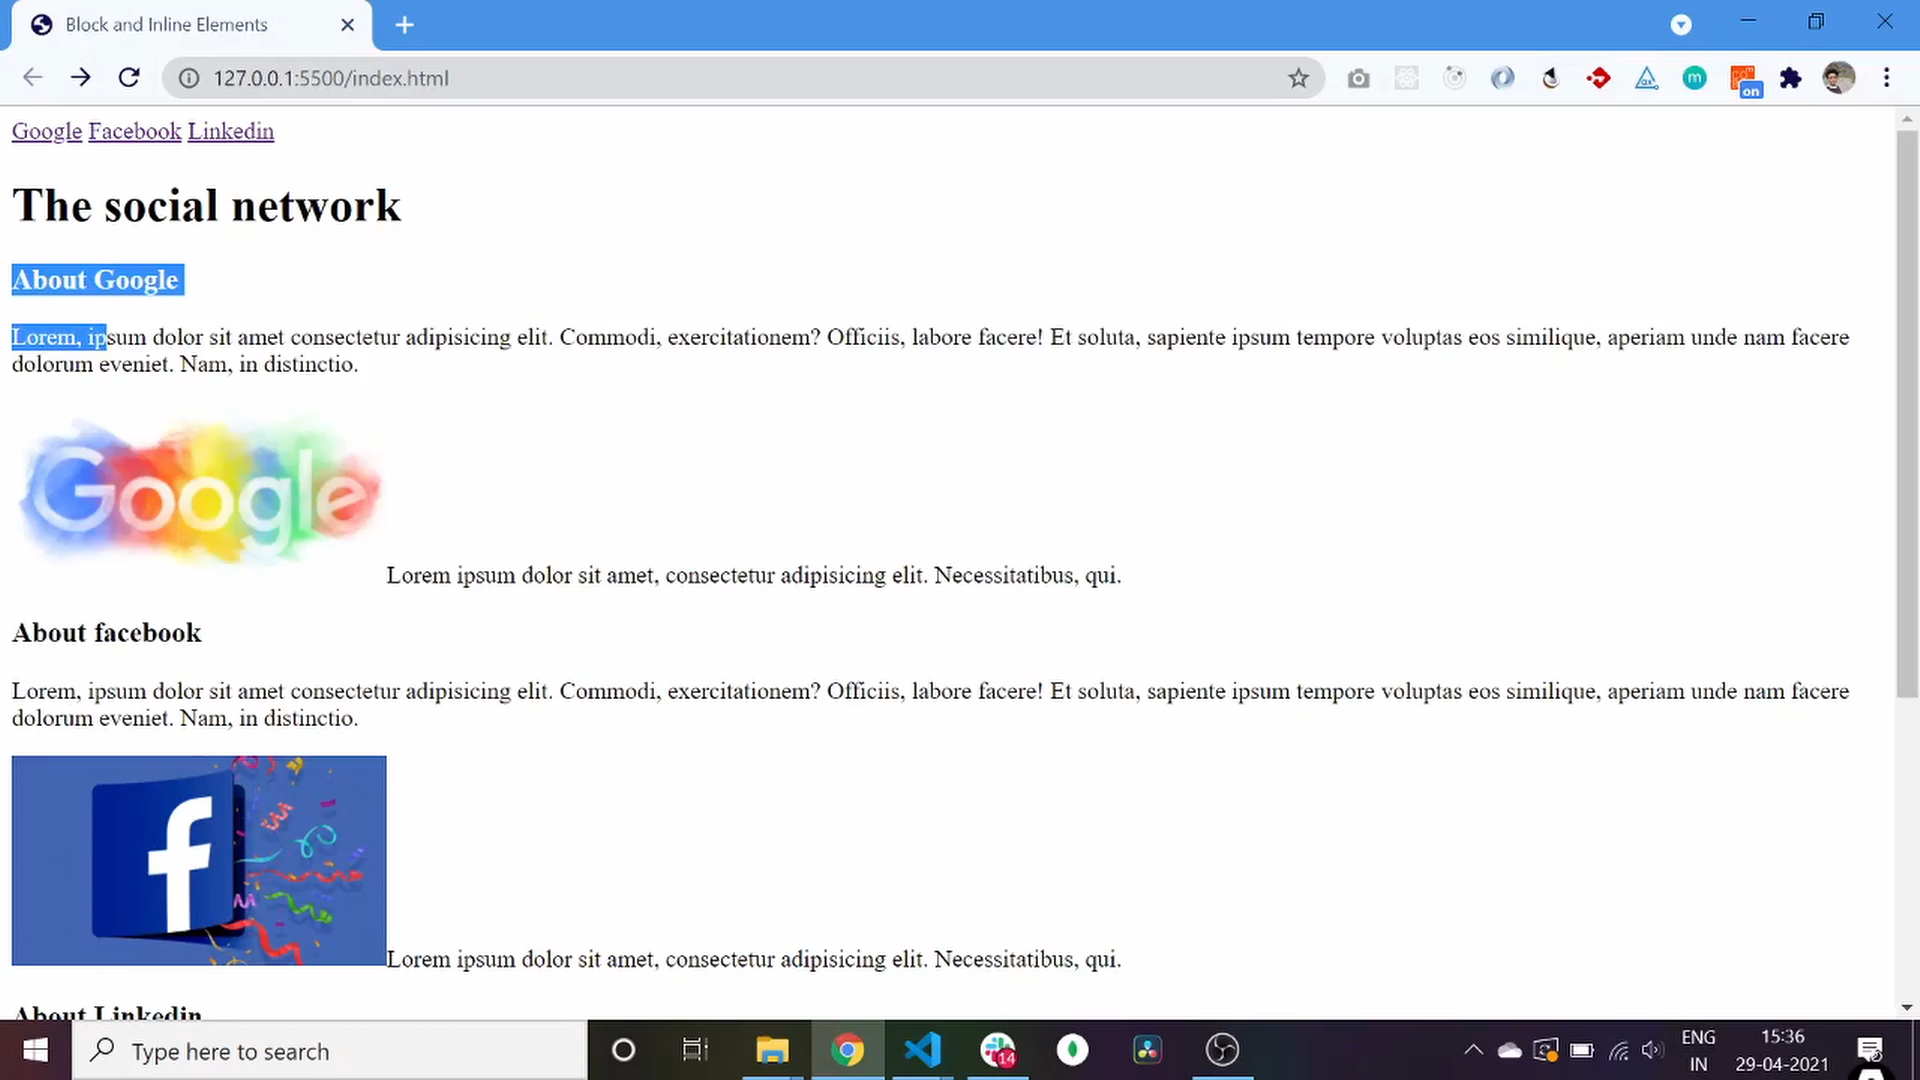 Block and Inline Elements
127.0.0.1:5500/index.html
m
on
Google Facebook Linkedin
The social network
About Google
Lorem, ipsum dolor sit amet consectetur adipisicing elit. Commodi, exercitationem? Officiis, labore facere! Et soluta, sapiente ipsum tempore voluptas eos similique, aperiam unde nam facere
dolorum eveniet. Nam, in distinctio.
Google
Lorem ipsum dolor sit amet, consectetur adipisicing elit. Necessitatibus, qui.
About facebook
Lorem, ipsum dolor sit amet consectetur adipisicing elit. Commodi, exercitationem? Officiis, labore facere! Et soluta, sapiente ipsum tempore voluptas eos similique, aperiam unde nam facere
dolorum eveniet. Nam, in distinctio.
f
Lorem ipsum dolor sit amet, consectetur adipisicing elit. Necessitatibus, qui.
About Linkedin
Type here to search
14
ENG
IN
15:36
29-04-2021